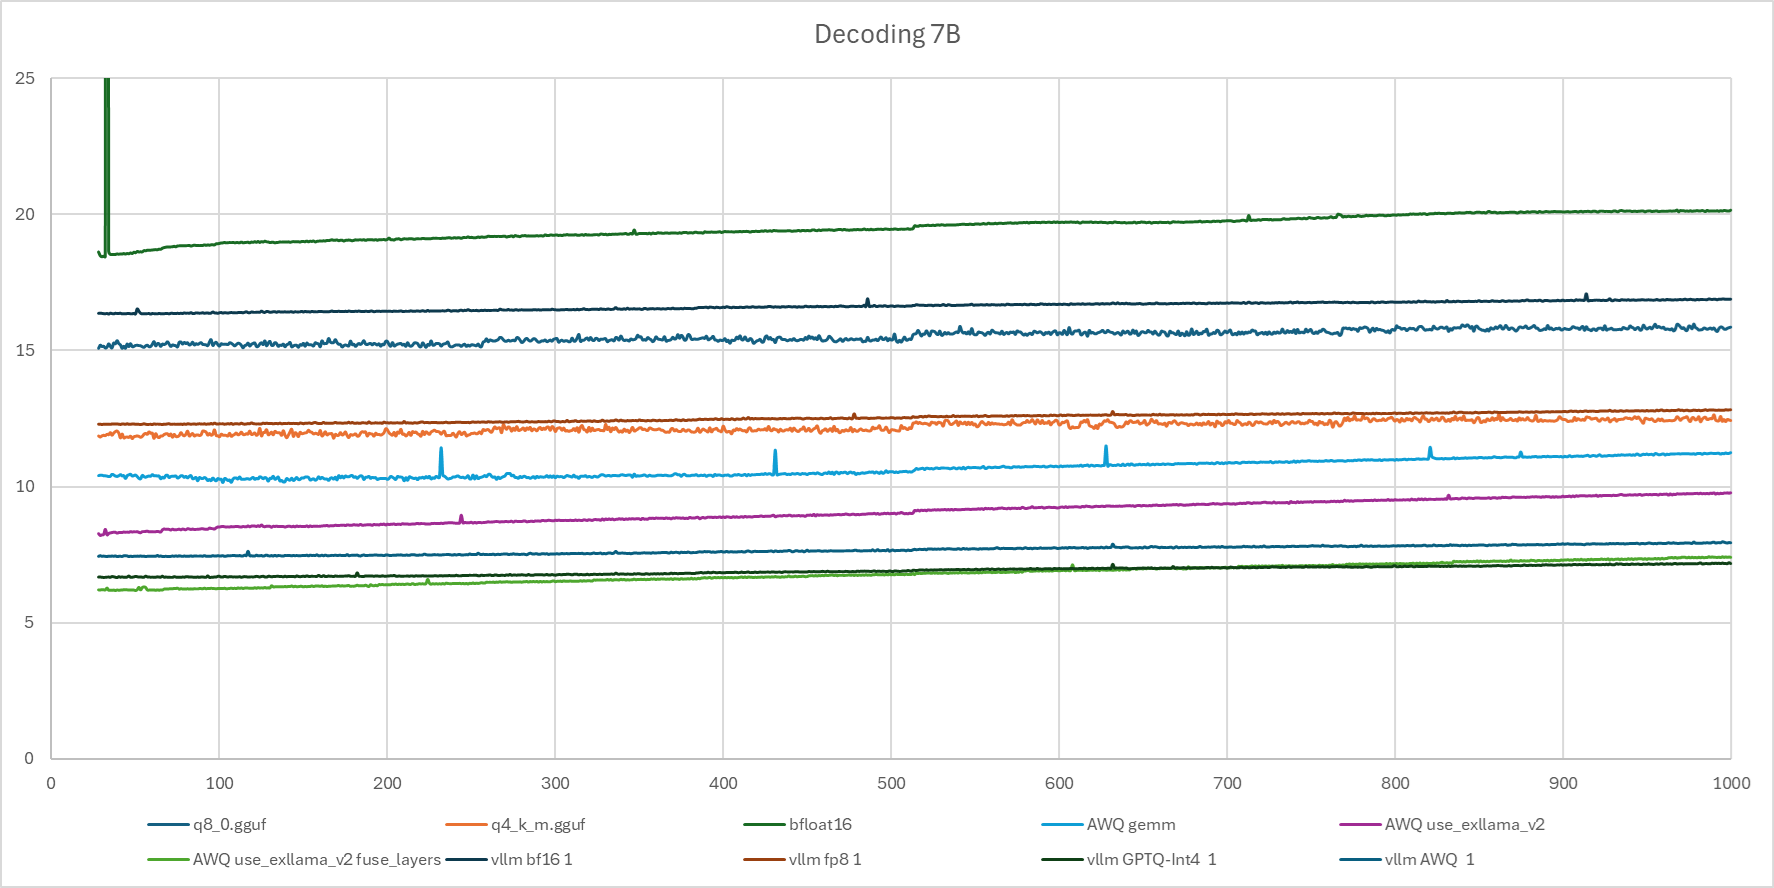 Decoding 7B
25
20
15
10
5
0
0 100 200 300 400 500 600 700 800 900 1000
q8_0.gguf q4_k_m.gguf bfloat16 AWQ gemm AWQ use_exllama_v2
AWQ use_exllama_v2 fuse_layers vllm bf16 1 vllm fp8 1 vllm GPTQ-Int4 1 vllm AWQ 1